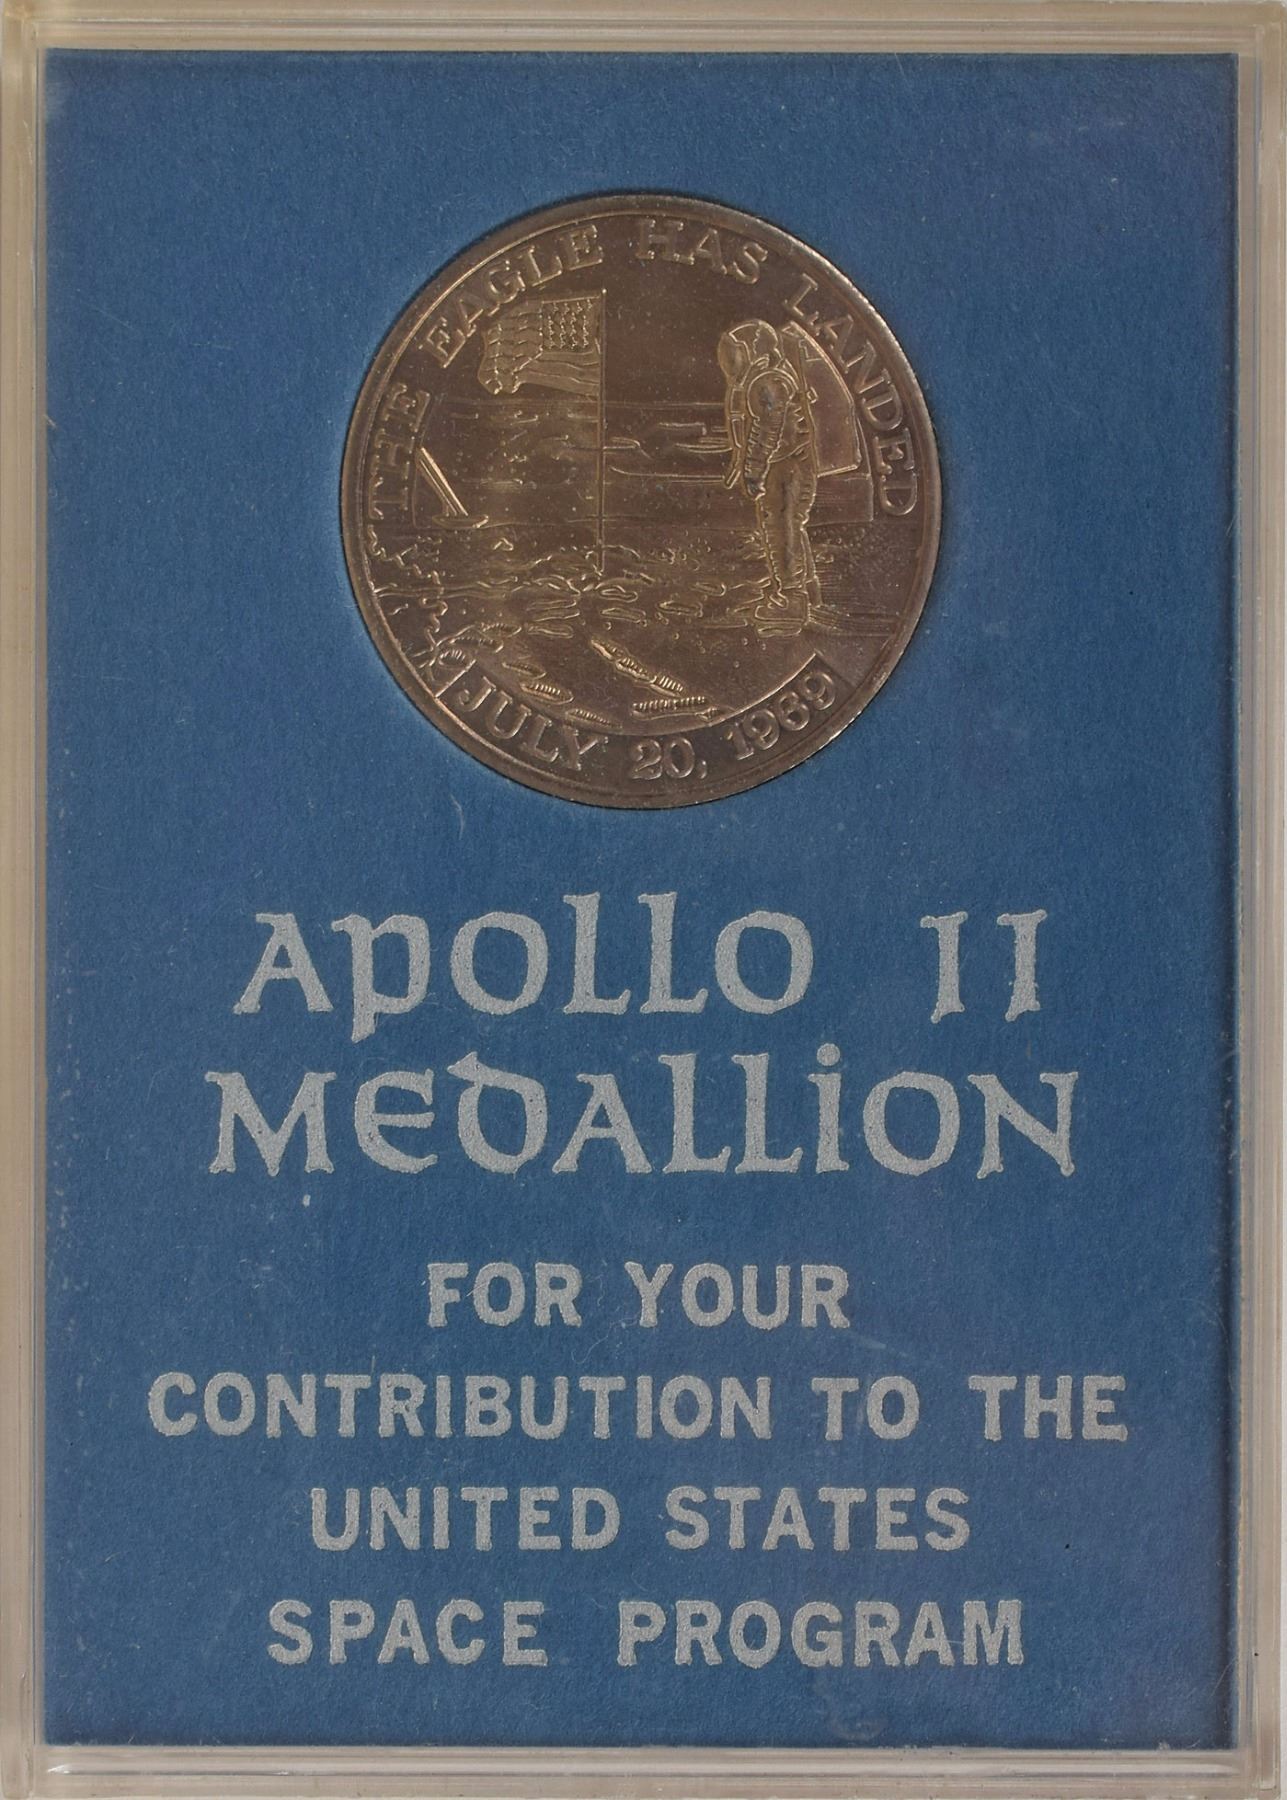 THE EAGLE HAS LANDED
JULY 20, 1969
APOLLO 11
MEDALLiON
FOR YOUR
CONTRIBUTION TO THE
UNITED STATES
SPACE PROGRAM